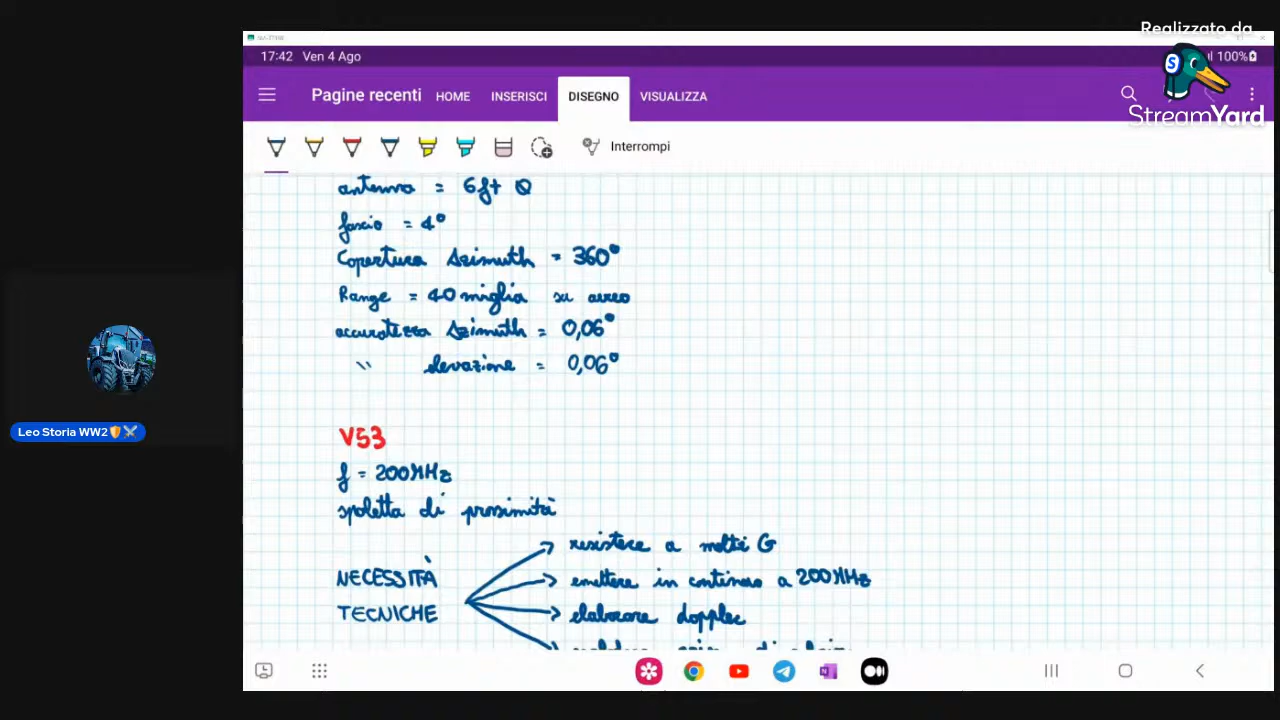 Realizzato da
StreamYard
17:42 Ven 4 Ago
100%
Pagine recenti HOME INSERISCI DISEGNO VISUALIZZA
Interrompi
antenna = 6ft Ø
fascio = 4°
Copertura Azimuth = 360°
Range = 40 miglia su aereo
accuratezza Azimuth = 0,06°
" elevazione = 0,06°
V53
f = 200MHz
spoletta di prossimità
NECESSITÀ
TECNICHE
resistere a molti G
emettere in continuo a 200MHz
elaborare doppler
Leo Storia WW2